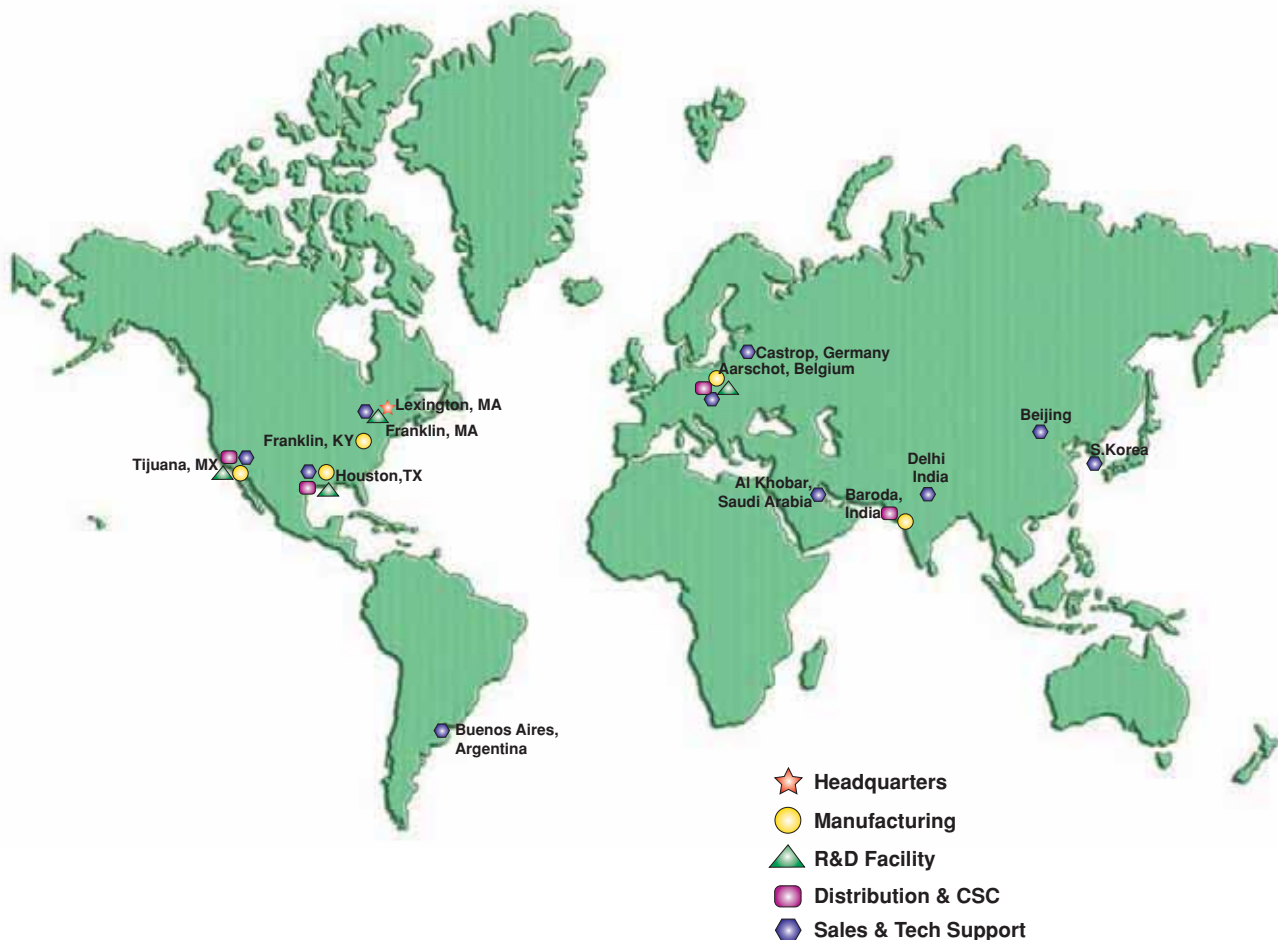 Castrop, Germany
Aarschot, Belgium
Lexington, MA
Franklin, MA
Franklin, KY
Tijuana, MX
Houston,TX
Beijing
S.Korea
Delhi
India
Al Khobar,
Saudi Arabia
Baroda,
India
Buenos Aires,
Argentina
Headquarters
Manufacturing
R&D Facility
Distribution & CSC
Sales & Tech Support